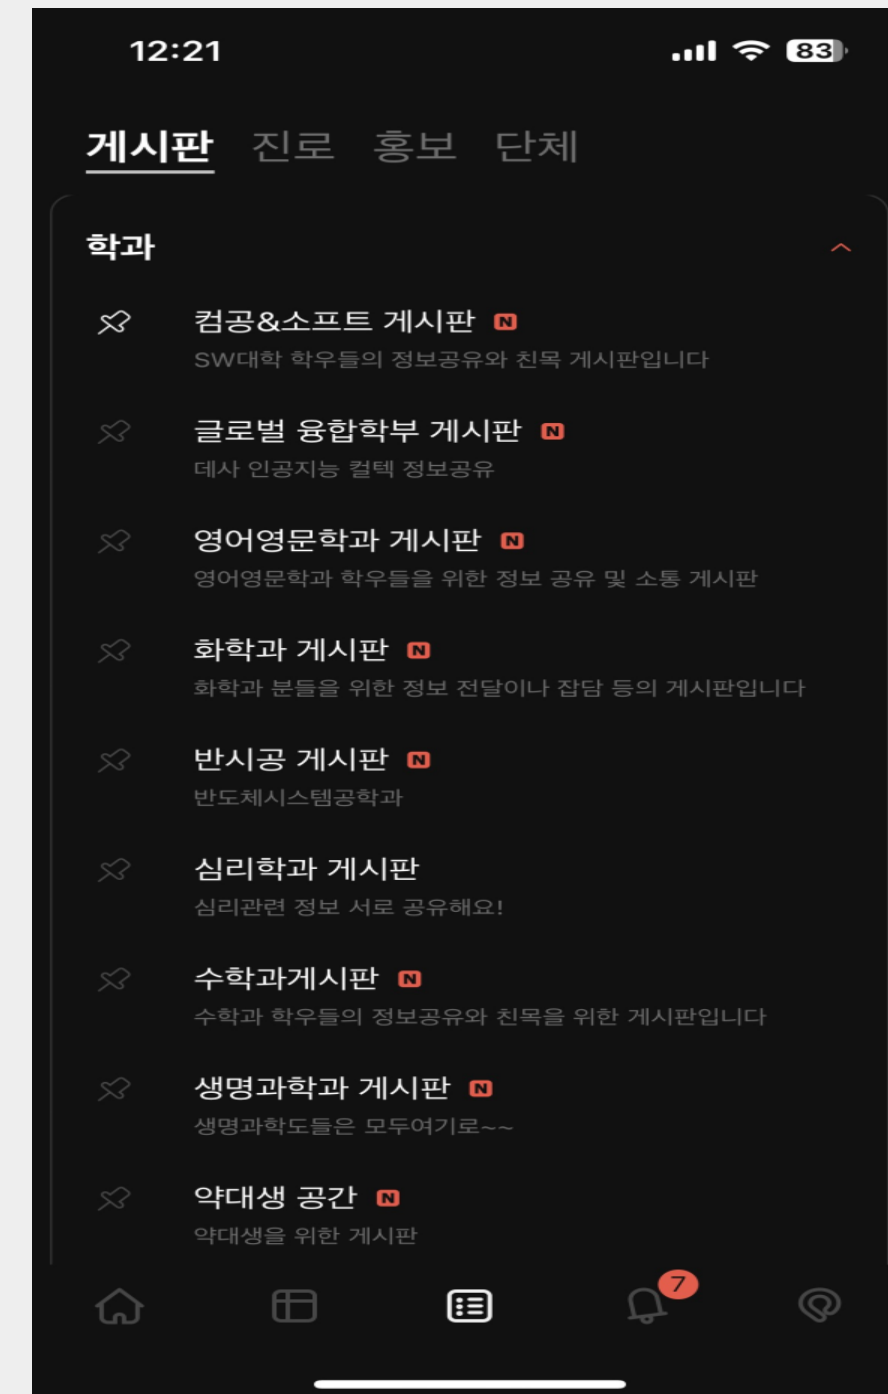 12:21
83
게시판 진로 홍보 단체
학과
컴공&소프트 게시판 N
SW대학 학우들의 정보공유와 친목 게시판입니다
글로벌 융합학부 게시판 N
데사 인공지능 컬텍 정보공유
영어영문학과 게시판 N
영어영문학과 학우들을 위한 정보 공유 및 소통 게시판
화학과 게시판 N
화학과 분들을 위한 정보 전달이나 잡담 등의 게시판입니다
반시공 게시판 N
반도체시스템공학과
심리학과 게시판
심리관련 정보 서로 공유해요!
수학과게시판 N
수학과 학우들의 정보공유와 친목을 위한 게시판입니다
생명과학과 게시판 N
생명과학도들은 모두여기로~~
약대생 공간 N
약대생을 위한 게시판
7